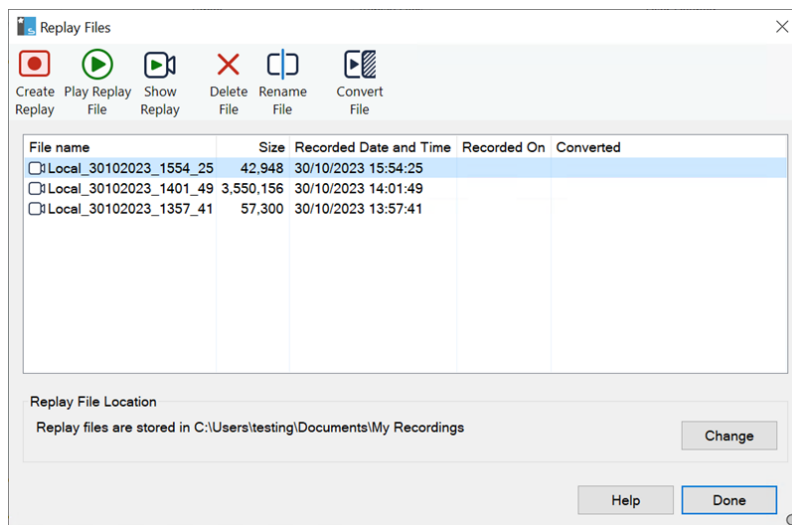 Replay Files
Create Replay
Play Replay File
Show Replay
Delete File
Rename File
Convert File
File name Size Recorded Date and Time Recorded On Converted
Local_30102023_1554_25 42,948 30/10/2023 15:54:25
Local_30102023_1401_49 3,550,156 30/10/2023 14:01:49
Local_30102023_1357_41 57,300 30/10/2023 13:57:41
Replay File Location
Replay files are stored in C:\Users\testing\Documents\My Recordings
Change
Help Done